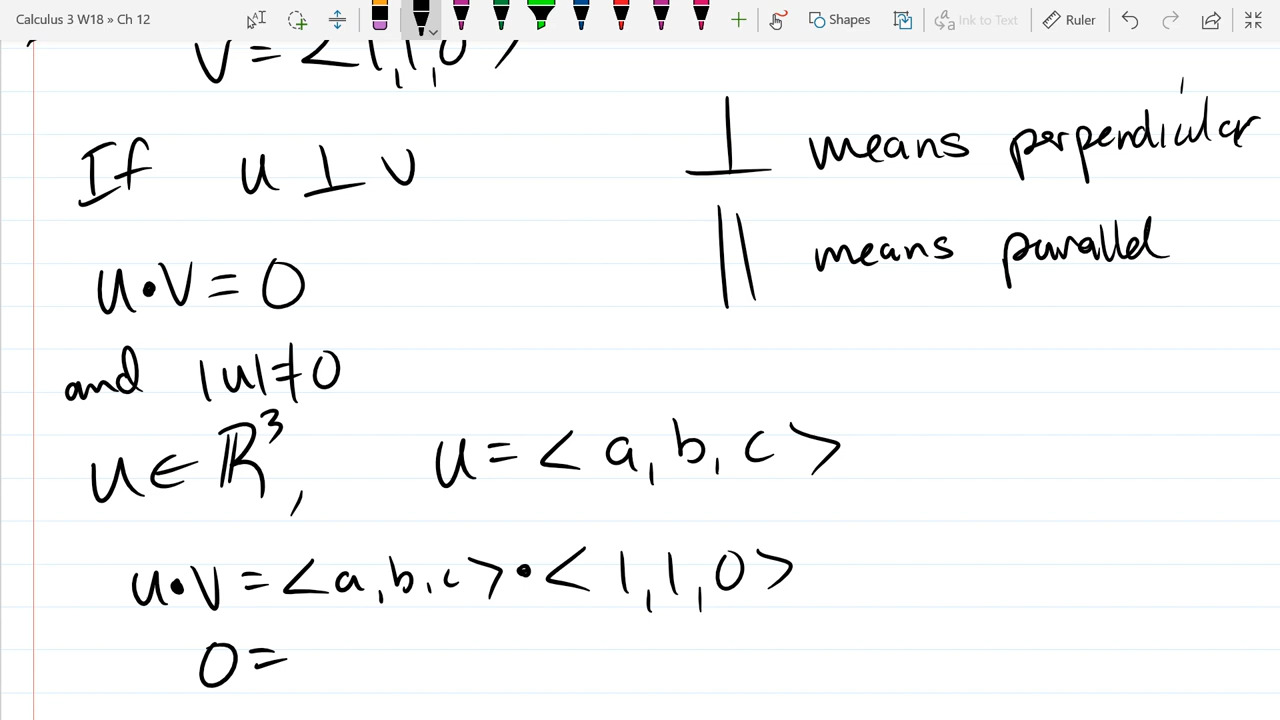 Calculus 3 W18 » Ch 12
Shapes
Ink to Text
Ruler
V = <1,1,0>
If u ⊥ v
⊥ means perpendicular
|| means parallel
u•v = 0
and |u| ≠ 0
u ∈ ℝ³, u = <a, b, c>
u•v = <a, b, c> • <1, 1, 0>
0 =